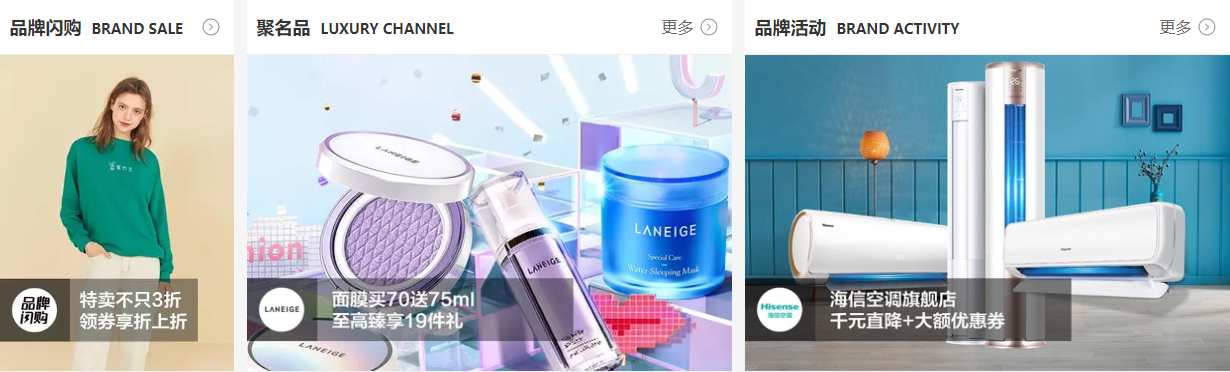 品牌闪购 BRAND SALE
聚名品 LUXURY CHANNEL 更多
品牌活动 BRAND ACTIVITY 更多
品牌
闪购
特卖不只3折
领券享折上折
LANEIGE
LANEIGE
LANEIGE
Special Care
Water Sleeping Mask
LANEIGE
LANEIGE
面膜买70送75ml
至高臻享19件礼
26
Hisense
海信空调
海信空调旗舰店
千元直降+大额优惠券